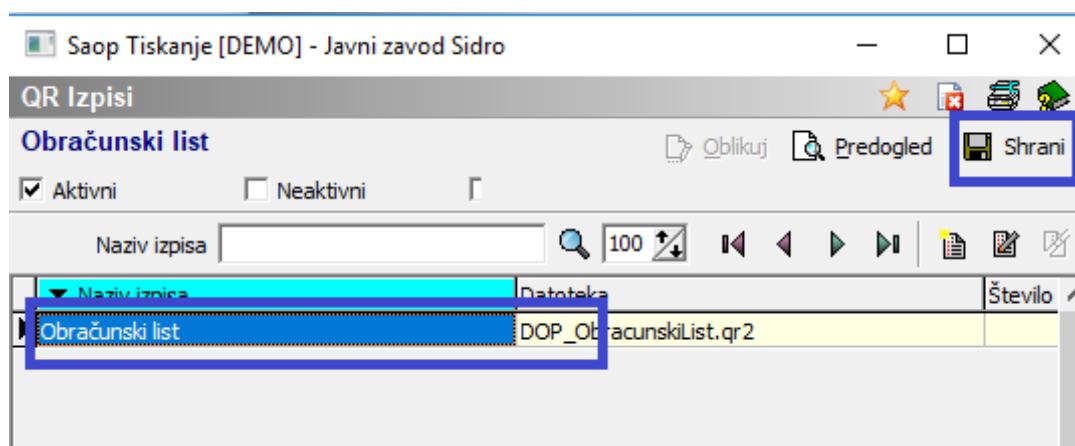 Saop Tiskanje [DEMO] - Javni zavod Sidro
QR Izpisi
Obračunski list
Oblikuj Predogled Shrani
Aktivni Neaktivni
Naziv izpisa 100
Naziv izpisa Datoteka Število
Obračunski list DOP_ObracunskiList.qr2